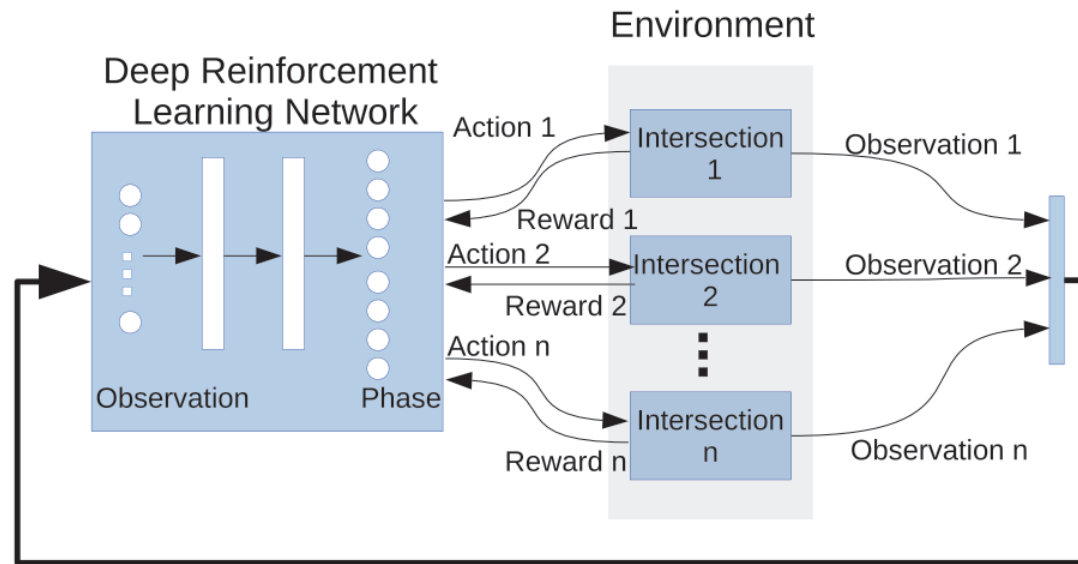 Environment
Deep Reinforcement
Learning Network
Action 1
Intersection
1
Observation 1
Reward 1
Action 2
Intersection
2
Observation 2
Reward 2
Action n
Observation
Phase
Intersection
n
Reward n
Observation n